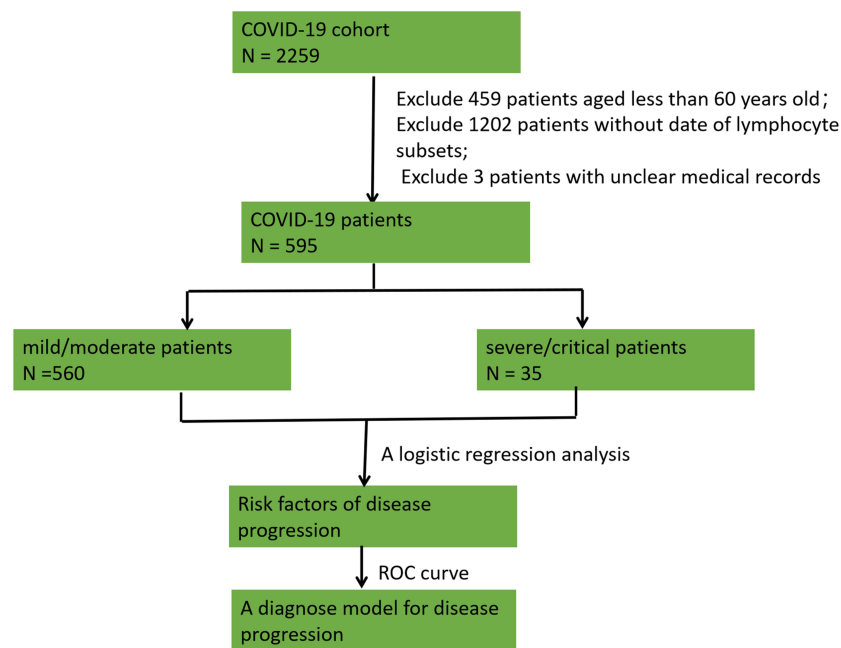 COVID-19 cohort
N = 2259
Exclude 459 patients aged less than 60 years old；
Exclude 1202 patients without date of lymphocyte
subsets;
Exclude 3 patients with unclear medical records
COVID-19 patients
N = 595
mild/moderate patients
N =560
severe/critical patients
N = 35
A logistic regression analysis
Risk factors of disease
progression
ROC curve
A diagnose model for disease
progression